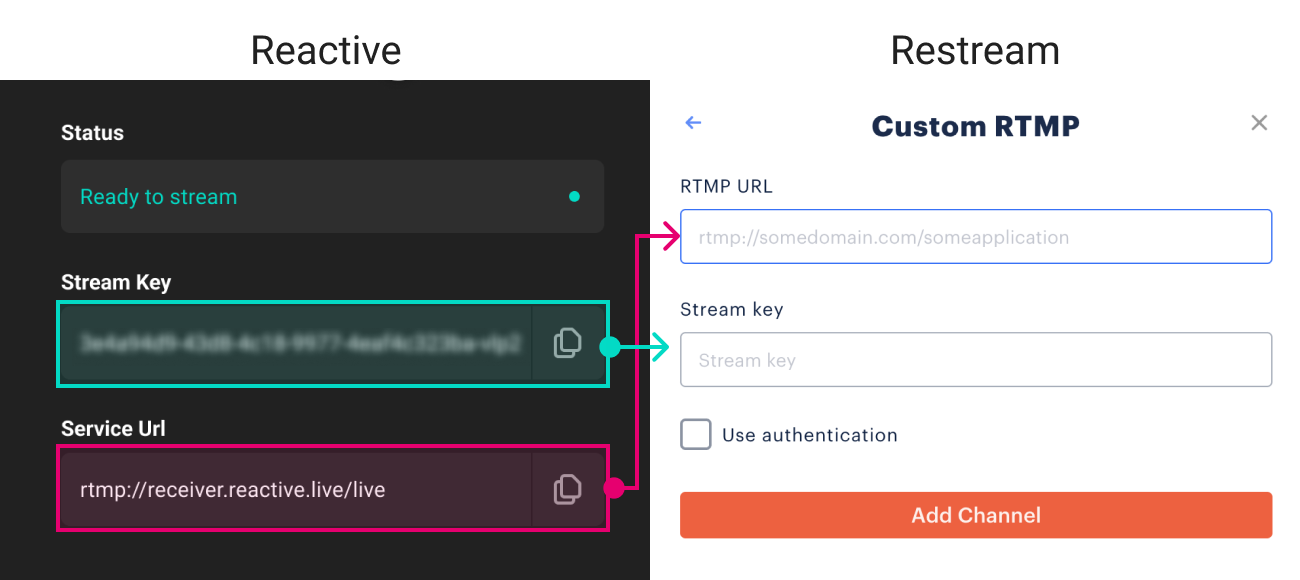 Reactive
Restream
Status
Ready to stream
Stream Key
Service Url
rtmp://receiver.reactive.live/live
Custom RTMP
RTMP URL
rtmp://somedomain.com/someapplication
Stream key
Stream key
Use authentication
Add Channel